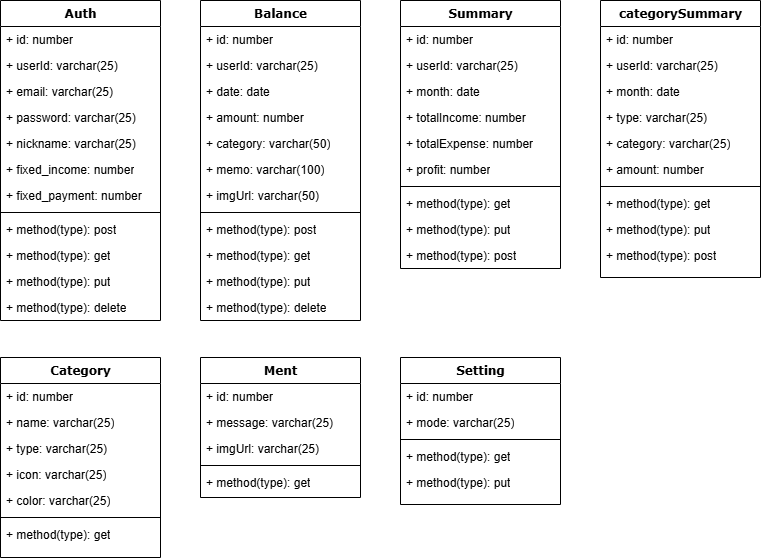 Auth
+ id: number
+ userId: varchar(25)
+ email: varchar(25)
+ password: varchar(25)
+ nickname: varchar(25)
+ fixed_income: number
+ fixed_payment: number
+ method(type): post
+ method(type): get
+ method(type): put
+ method(type): delete
Balance
+ id: number
+ userId: varchar(25)
+ date: date
+ amount: number
+ category: varchar(50)
+ memo: varchar(100)
+ imgUrl: varchar(50)
+ method(type): post
+ method(type): get
+ method(type): put
+ method(type): delete
Summary
+ id: number
+ userId: varchar(25)
+ month: date
+ totalIncome: number
+ totalExpense: number
+ profit: number
+ method(type): get
+ method(type): put
+ method(type): post
categorySummary
+ id: number
+ userId: varchar(25)
+ month: date
+ type: varchar(25)
+ category: varchar(25)
+ amount: number
+ method(type): get
+ method(type): put
+ method(type): post
Category
+ id: number
+ name: varchar(25)
+ type: varchar(25)
+ icon: varchar(25)
+ color: varchar(25)
+ method(type): get
Ment
+ id: number
+ message: varchar(25)
+ imgUrl: varchar(25)
+ method(type): get
Setting
+ id: number
+ mode: varchar(25)
+ method(type): get
+ method(type): put